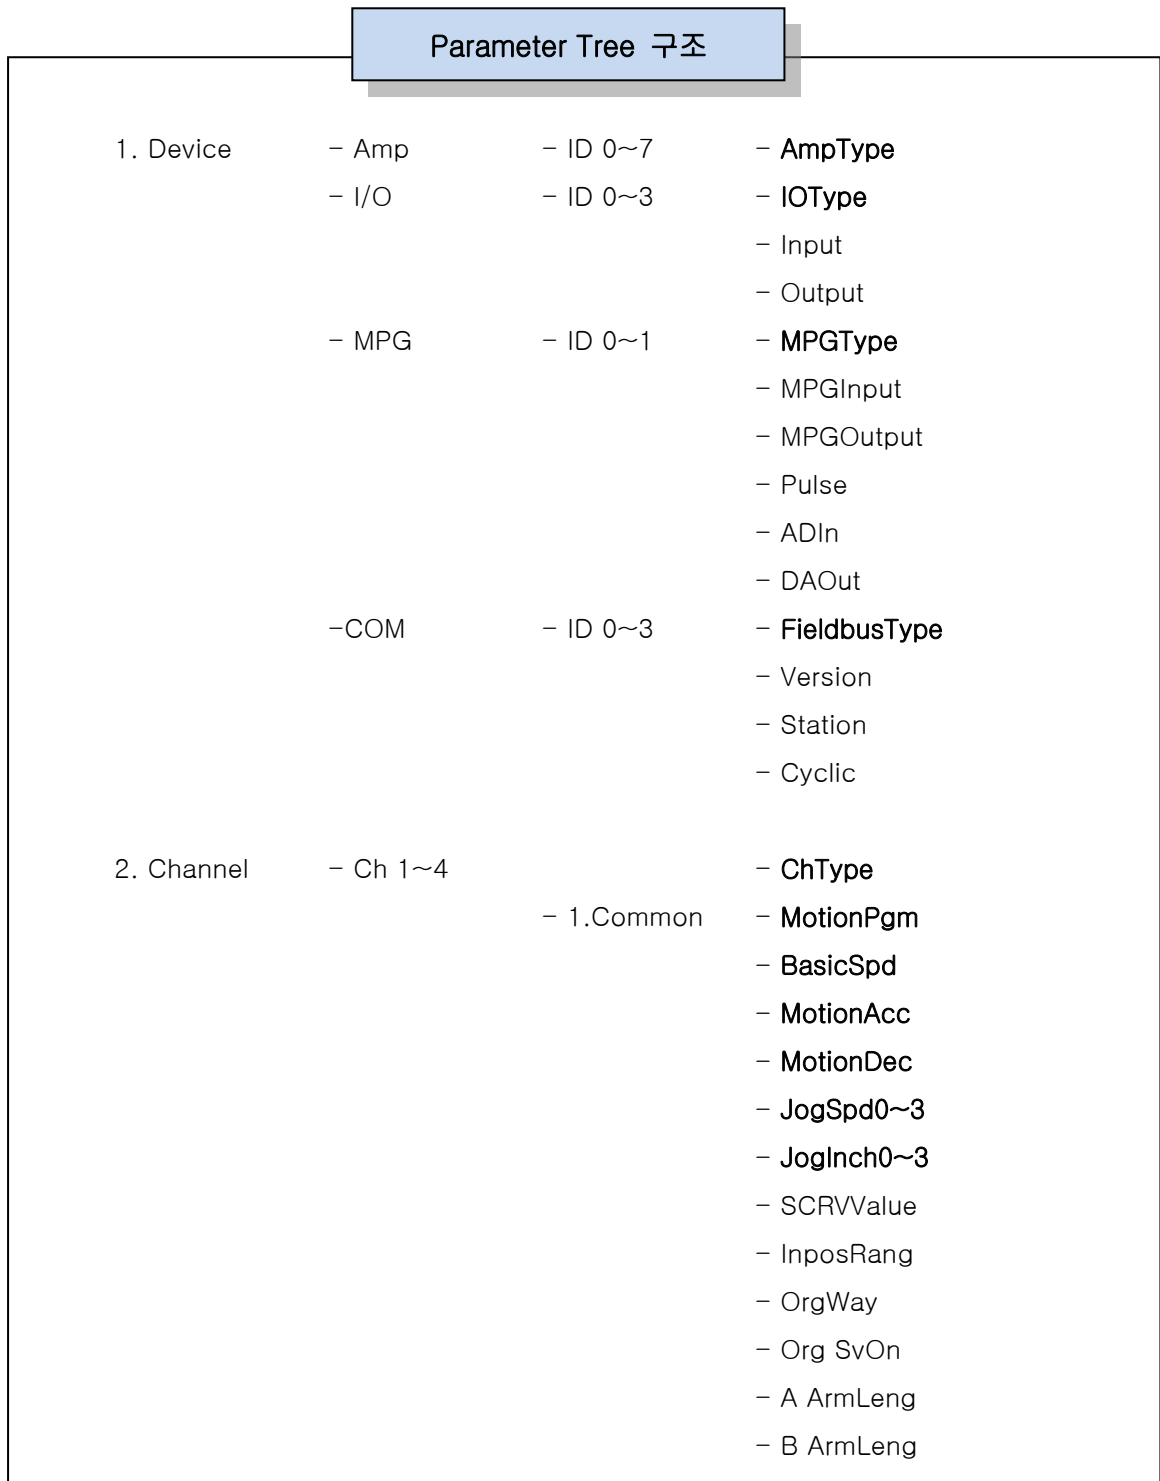 Parameter Tree 구조
1. Device - Amp - ID 0~7 - AmpType
- I/O - ID 0~3 - IOType
- Input
- Output
- MPG - ID 0~1 - MPGType
- MPGInput
- MPGOutput
- Pulse
- ADIn
- DAOut
-COM - ID 0~3 - FieldbusType
- Version
- Station
- Cyclic
2. Channel - Ch 1~4 - ChType
- 1.Common - MotionPgm
- BasicSpd
- MotionAcc
- MotionDec
- JogSpd0~3
- JogInch0~3
- SCRVValue
- InposRang
- OrgWay
- Org SvOn
- A ArmLeng
- B ArmLeng